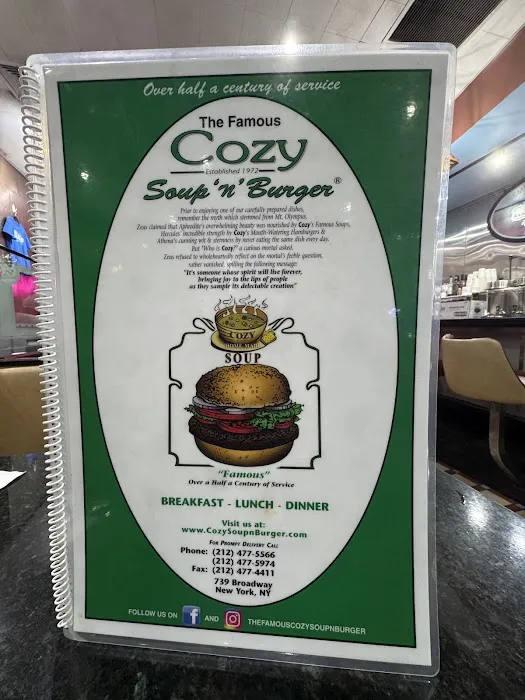 Over half a century of service
The Famous
Cozy
Established 1972
Soup 'n' Burger®
Prior to enjoying one of our carefully prepared dishes,
remember the myth which stemmed from Mt. Olympus.
Zeus claimed that Aphrodite's overwhelming beauty was nourished by Cozy's Famous Soups,
Hercules' incredible strength by Cozy's Mouth-Watering Hamburgers &
Athena's cunning wit & slimness by never eating the same dish every day.
But "Who is Cozy?" a curious mortal asked.
Zeus refused to wholeheartedly reflect on the mortal's feeble question,
rather vanished, spilling the following message:
"It's someone whose spirit will live forever,
bringing joy to the lips of people
as they sample its delectable creation"
COZY
SOUP
"Famous"
Over a Half a Century of Service
BREAKFAST - LUNCH - DINNER
Visit us at:
www.CozySoupnBurger.com
For Prompt Delivery Call
Phone: (212) 477-5566
(212) 477-5974
Fax: (212) 477-4411
739 Broadway
New York, NY
FOLLOW US ON f AND THEFAMOUSCOZYSOUPNBURGER